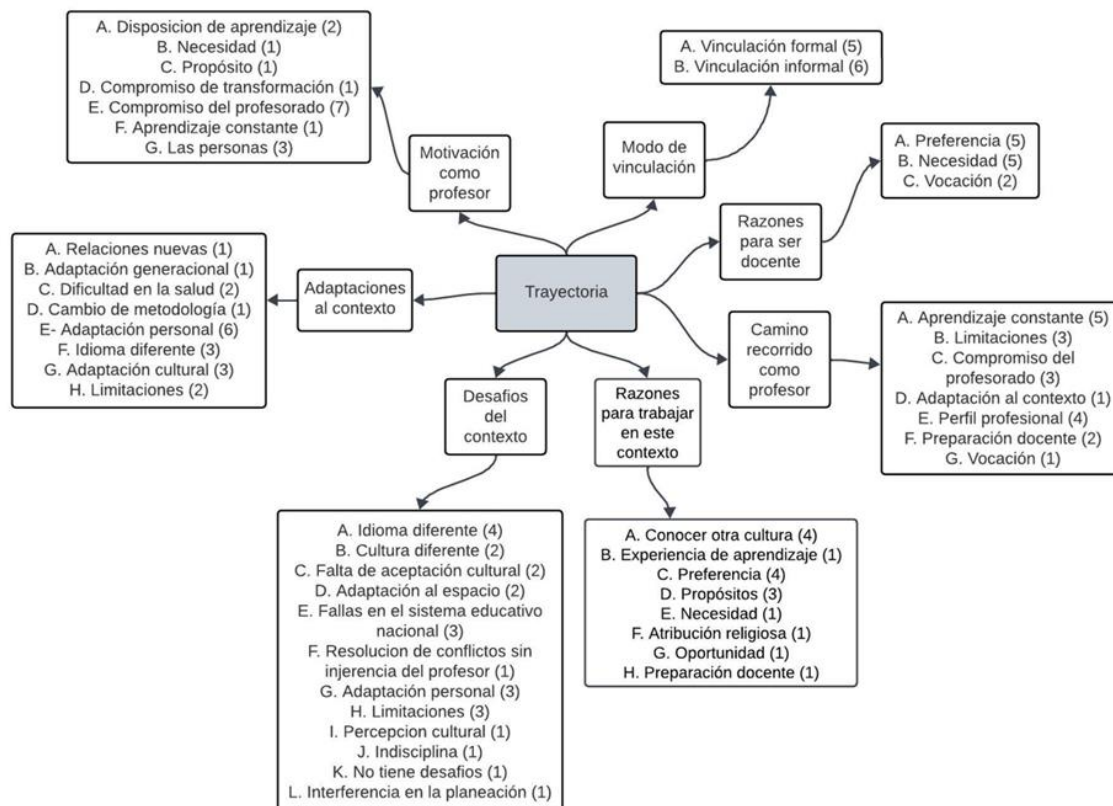 A. Disposicion de aprendizaje (2)
B. Necesidad (1)
C. Propósito (1)
D. Compromiso de transformación (1)
E. Compromiso del profesorado (7)
F. Aprendizaje constante (1)
G. Las personas (3)
Motivación
como
profesor
A. Vinculación formal (5)
B. Vinculación informal (6)
Modo de
vinculación
A. Preferencia (5)
B. Necesidad (5)
C. Vocación (2)
Razones
para ser
docente
A. Relaciones nuevas (1)
B. Adaptación generacional (1)
C. Dificultad en la salud (2)
D. Cambio de metodología (1)
E- Adaptación personal (6)
F. Idioma diferente (3)
G. Adaptación cultural (3)
H. Limitaciones (2)
Adaptaciones
al contexto
Trayectoria
Camino
recorrido
como
profesor
A. Aprendizaje constante (5)
B. Limitaciones (3)
C. Compromiso del
profesorado (3)
D. Adaptación al contexto (1)
E. Perfil profesional (4)
F. Preparación docente (2)
G. Vocación (1)
Desafios
del
contexto
Razones
para trabajar
en este
contexto
A. Idioma diferente (4)
B. Cultura diferente (2)
C. Falta de aceptación cultural (2)
D. Adaptación al espacio (2)
E. Fallas en el sistema educativo
nacional (3)
F. Resolucion de conflictos sin
injerencia del profesor (1)
G. Adaptación personal (3)
H. Limitaciones (3)
I. Percepcion cultural (1)
J. Indisciplina (1)
K. No tiene desafios (1)
L. Interferencia en la planeación (1)
A. Conocer otra cultura (4)
B. Experiencia de aprendizaje (1)
C. Preferencia (4)
D. Propósitos (3)
E. Necesidad (1)
F. Atribución religiosa (1)
G. Oportunidad (1)
H. Preparación docente (1)